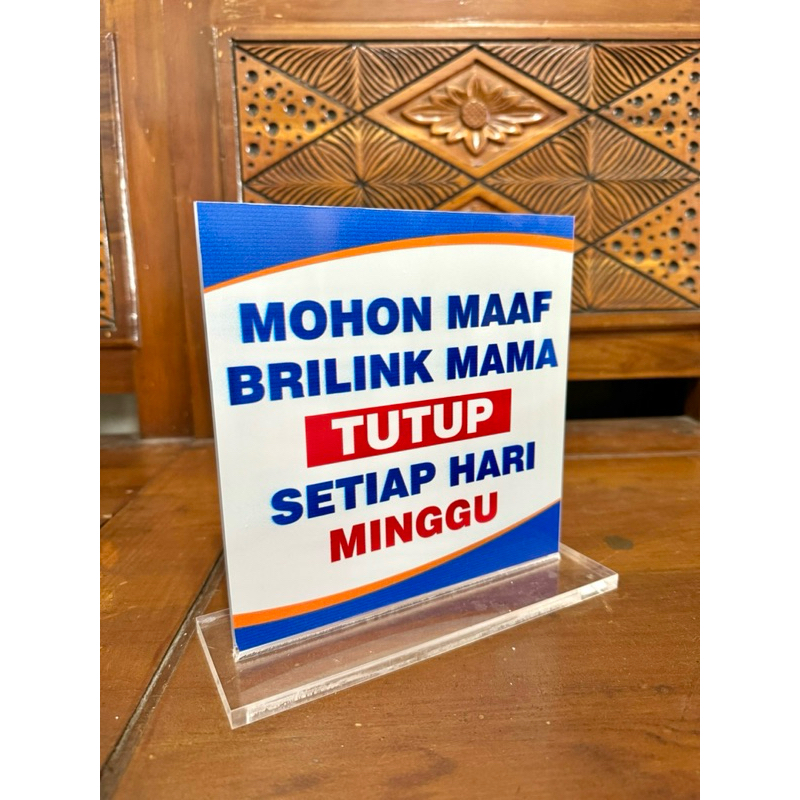 MOHON MAAF
BRILINK MAMA
TUTUP
SETIAP HARI
MINGGU